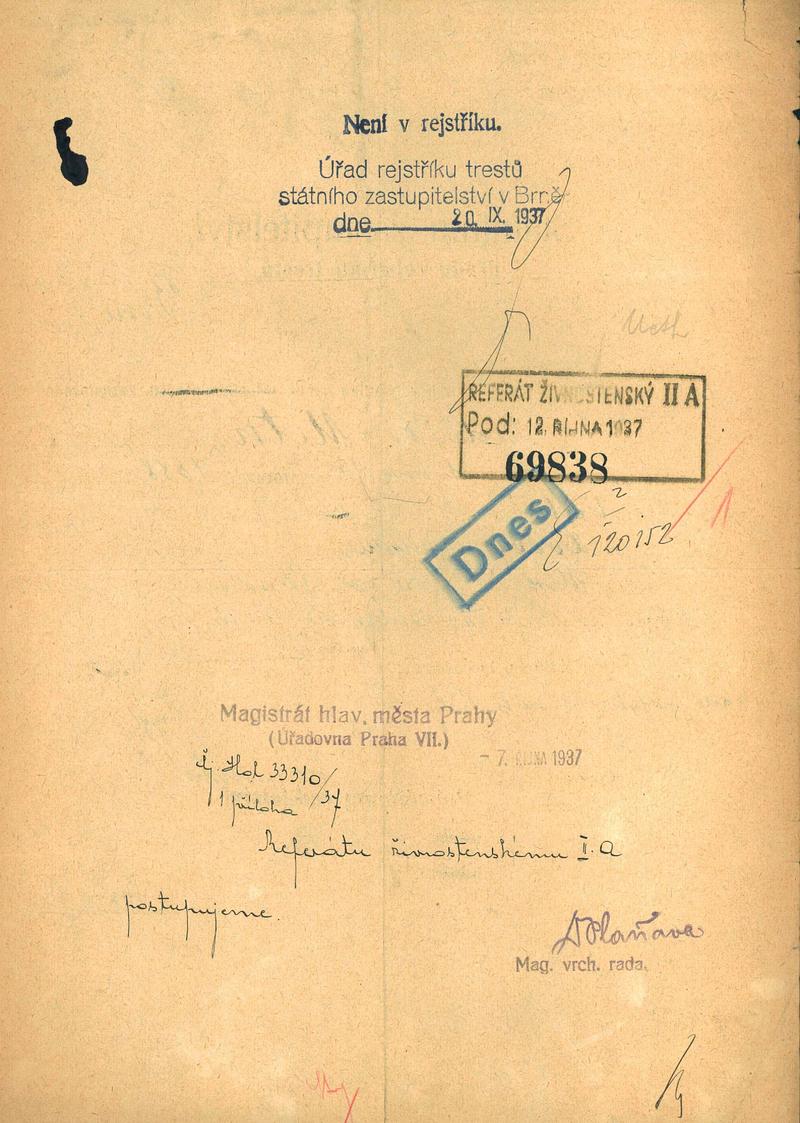 Není v rejstříku.
Úřad rejstříku trestů
státního zastupitelství v Brně
dne 20. IX. 1937
REFERÁT ŽIVNOSTENSKÝ II A
Pod: 12. ŘÍJNA 1937
69838
Dnes
120152
Magistrát hlav. města Prahy
(Úřadovna Praha VII.)
- 7. ŘÍJNA 1937
33310/37
1 příloha
Referátu živnostenskému II. A
postupujeme.
Mag. vrch. rada.